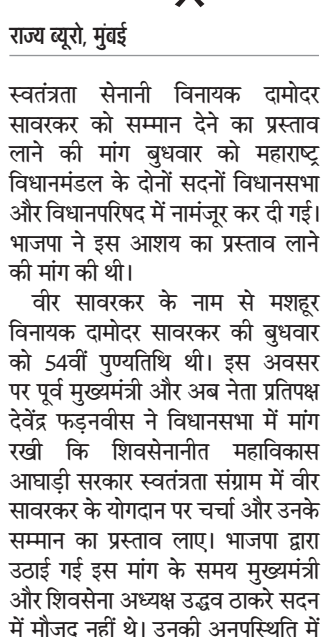 राज्य ब्यूरो, मुंबई
स्वतंत्रता सेनानी विनायक दामोदर
सावरकर को सम्मान देने का प्रस्ताव
लाने की मांग बुधवार को महाराष्ट्र
विधानमंडल के दोनों सदनों विधानसभा
और विधानपरिषद में नामंजूर कर दी गई।
भाजपा ने इस आशय का प्रस्ताव लाने
की मांग की थी।
वीर सावरकर के नाम से मशहूर
विनायक दामोदर सावरकर की बुधवार
को 54वीं पुण्यतिथि थी। इस अवसर
पर पूर्व मुख्यमंत्री और अब नेता प्रतिपक्ष
देवेंद्र फड़नवीस ने विधानसभा में मांग
रखी कि शिवसेनानीत महाविकास
आघाड़ी सरकार स्वतंत्रता संग्राम में वीर
सावरकर के योगदान पर चर्चा और उनके
सम्मान का प्रस्ताव लाए। भाजपा द्वारा
उठाई गई इस मांग के समय मुख्यमंत्री
और शिवसेना अध्यक्ष उद्धव ठाकरे सदन
में मौजूद नहीं थे। उनकी अनुपस्थिति में